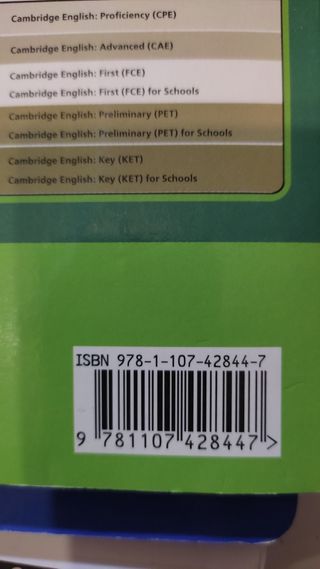 Cambridge English: Proficiency (CPE)
Cambridge English: Advanced (CAE)
Cambridge English: First (FCE)
Cambridge English: First (FCE) for Schools
Cambridge English: Preliminary (PET)
Cambridge English: Preliminary (PET) for Schools
Cambridge English: Key (KET)
Cambridge English: Key (KET) for Schools
ISBN 978-1-107-42844-7
9 781107 428447 >